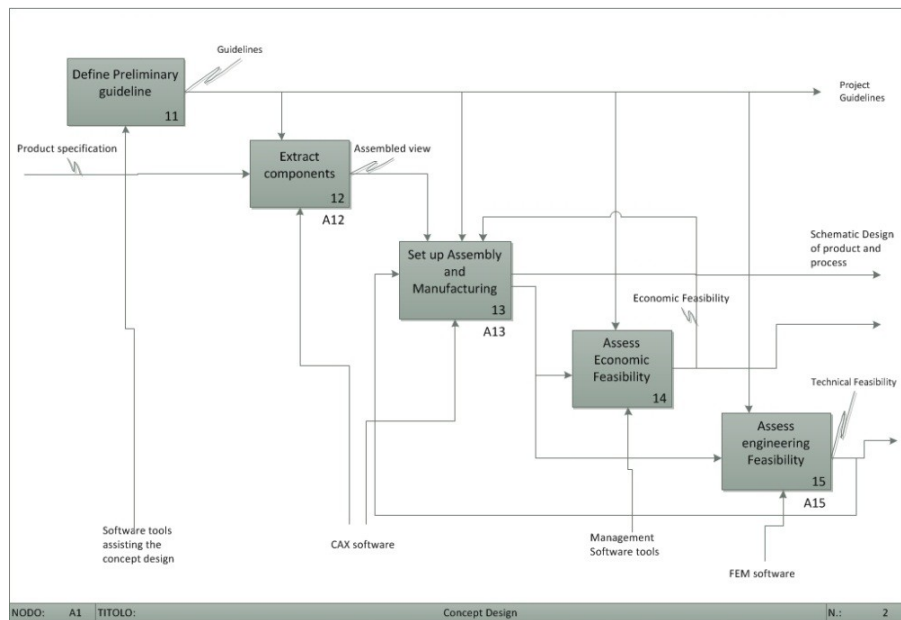 Guidelines
Define Preliminary
guideline
11
Project
Guidelines
Product specification
Extract
components
12
A12
Assembled view
Set up Assembly
and
Manufacturing
13
A13
Schematic Design
of product and
process
Economic Feasibility
Assess
Economic
Feasibility
14
Technical Feasibility
Assess
engineering
Feasibility
15
A15
Software tools
assisting the
concept design
CAX software
Management
Software tools
FEM software
NODO: A1 TITOLO: Concept Design N.: 2